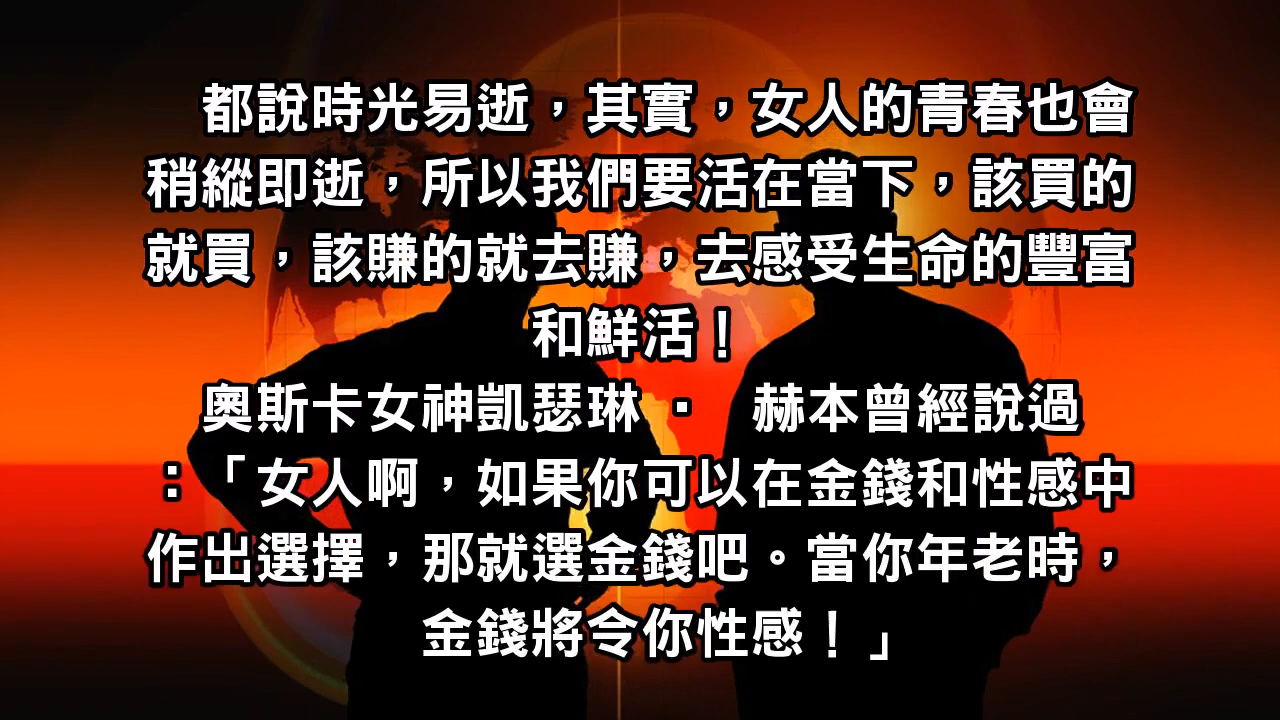 都說時光易逝，其實，女人的青春也會
稍縱即逝，所以我們要活在當下，該買的
就買，該賺的就去賺，去感受生命的豐富
和鮮活！
奧斯卡女神凱瑟琳 ·　赫本曾經說過
：「女人啊，如果你可以在金錢和性感中
作出選擇，那就選金錢吧。當你年老時，
金錢將令你性感！」